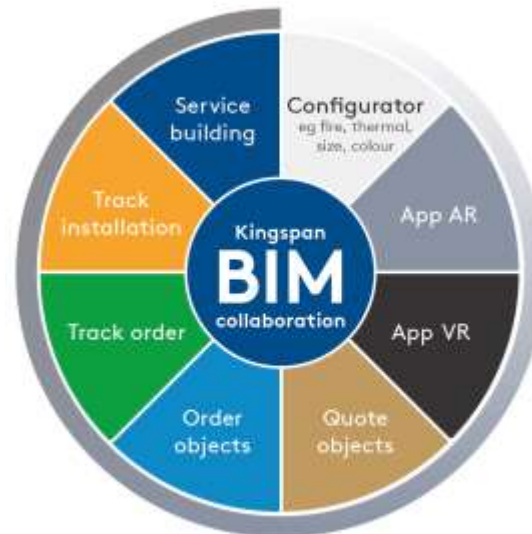 Service
building
Configurator
eg fire, thermal,
size, colour
Track
installation
Kingspan
BIM
collaboration
App AR
Track order
App VR
Order
objects
Quote
objects